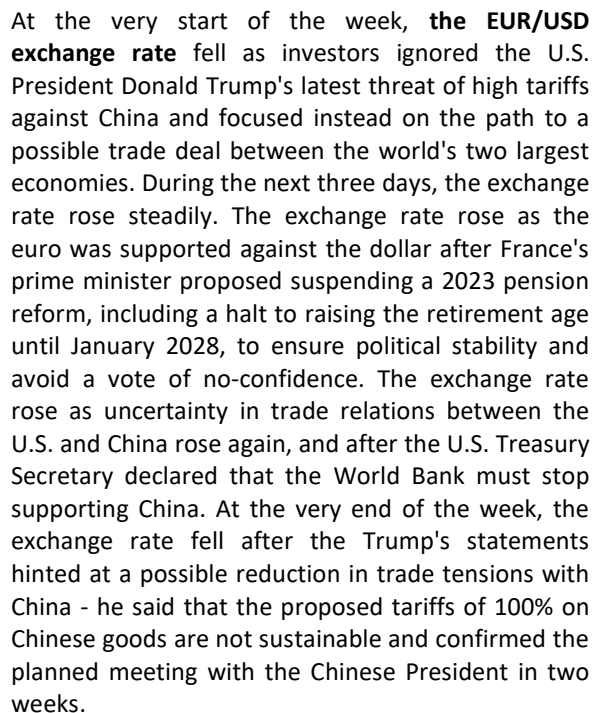 At the very start of the week, the EUR/USD
exchange rate fell as investors ignored the U.S.
President Donald Trump's latest threat of high tariffs
against China and focused instead on the path to a
possible trade deal between the world's two largest
economies. During the next three days, the exchange
rate rose steadily. The exchange rate rose as the
euro was supported against the dollar after France's
prime minister proposed suspending a 2023 pension
reform, including a halt to raising the retirement age
until January 2028, to ensure political stability and
avoid a vote of no-confidence. The exchange rate
rose as uncertainty in trade relations between the
U.S. and China rose again, and after the U.S. Treasury
Secretary declared that the World Bank must stop
supporting China. At the very end of the week, the
exchange rate fell after the Trump's statements
hinted at a possible reduction in trade tensions with
China - he said that the proposed tariffs of 100% on
Chinese goods are not sustainable and confirmed the
planned meeting with the Chinese President in two
weeks.